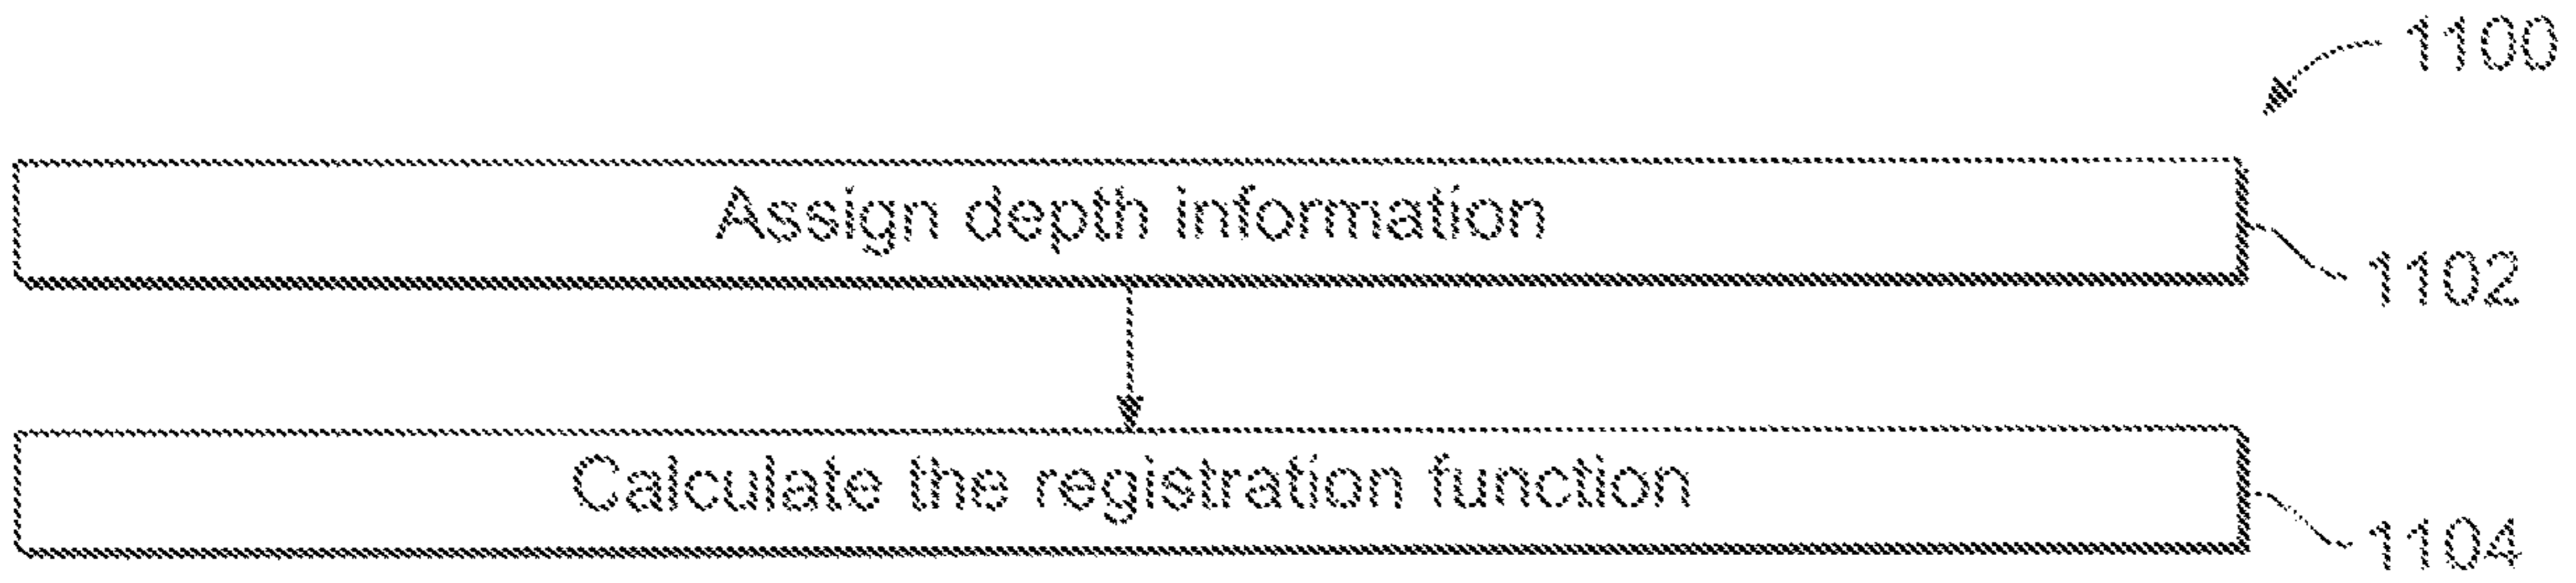 1100
Assign depth information
1102
Calculate the registration function
1104